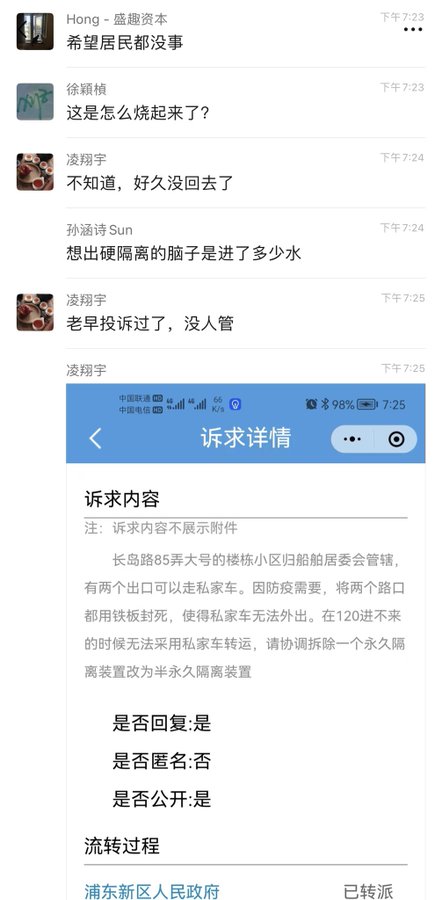 Hong - 盛趣资本
下午7:23
希望居民都没事
徐穎楨
下午7:23
这是怎么烧起来了？
凌翔宇
下午7:24
不知道，好久没回去了
孙涵诗Sun
下午7:24
想出硬隔离的脑子是进了多少水
凌翔宇
下午7:25
老早投诉过了，没人管
凌翔宇
下午7:25
中国联通 HD 4G 4G 66 98% 7:25
中国电信 HD K/s
诉求详情
诉求内容
注：诉求内容不展示附件
长岛路85弄大号的楼栋小区归船舶居委会管辖，
有两个出口可以走私家车。因防疫需要，将两个路口
都用铁板封死，使得私家车无法外出。在120进不来
的时候无法采用私家车转运，请协调拆除一个永久隔
离装置改为半永久隔离装置
是否回复:是
是否匿名:否
是否公开:是
流转过程
浦东新区人民政府
已转派